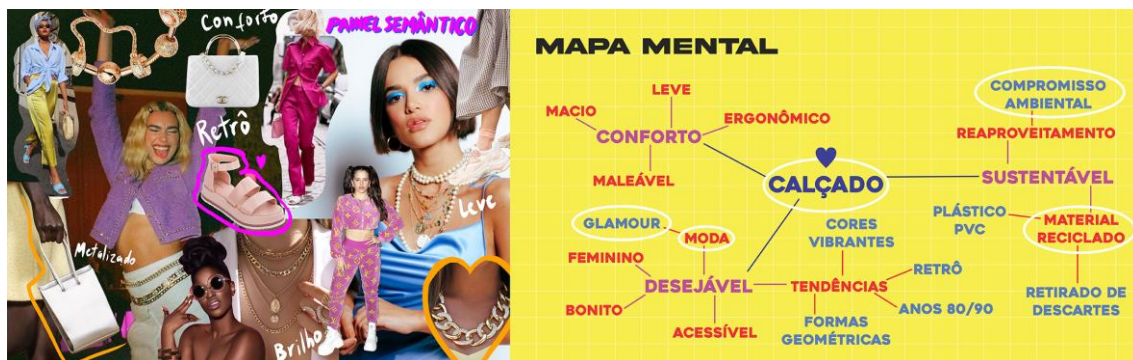 Conforto
PAINEL SEMÂNTICO
Retrô
Leve
Metalizado
Brilho
MAPA MENTAL
LEVE
MACIO
ERGONÔMICO
CONFORTO
MALEÁVEL
CALÇADO
COMPROMISSO
AMBIENTAL
REAPROVEITAMENTO
SUSTENTÁVEL
PLÁSTICO
PVC
MATERIAL
RECICLADO
RETIRADO DE
DESCARTES
GLAMOUR
MODA
FEMININO
DESEJÁVEL
BONITO
ACESSÍVEL
CORES
VIBRANTES
TENDÊNCIAS
RETRÔ
ANOS 80/90
FORMAS
GEOMÉTRICAS